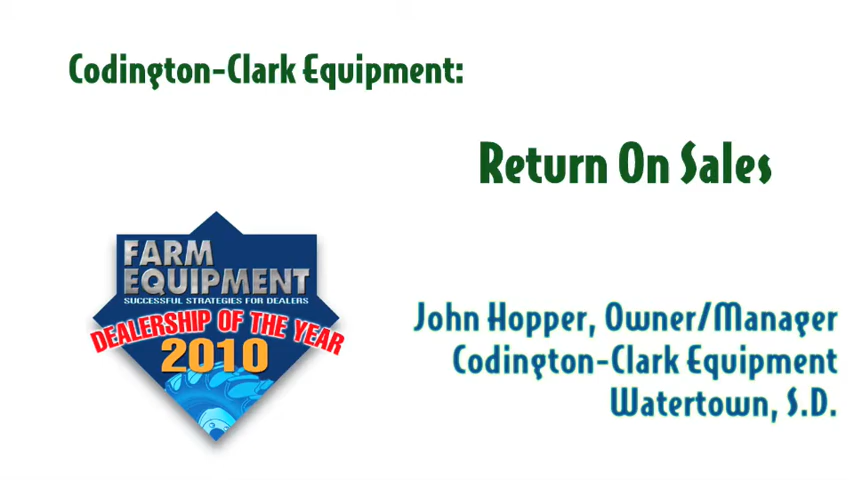 Codington-Clark Equipment:
Return On Sales
FARM
EQUIPMENT
SUCCESSFUL STRATEGIES FOR DEALERS
DEALERSHIP OF THE YEAR
2010
John Hopper, Owner/Manager
Codington-Clark Equipment
Watertown, S.D.